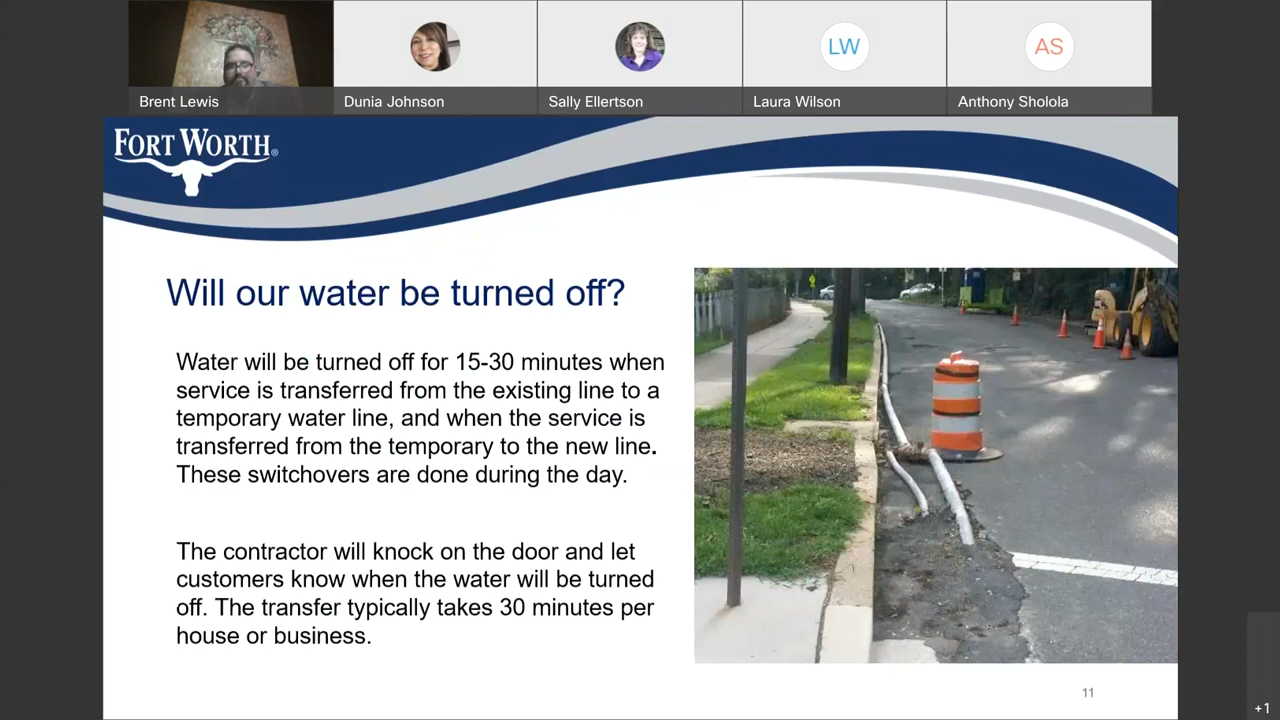 Brent Lewis
Dunia Johnson
Sally Ellertson
LW
Laura Wilson
AS
Anthony Sholola
FORT WORTH®
Will our water be turned off?
Water will be turned off for 15-30 minutes when
service is transferred from the existing line to a
temporary water line, and when the service is
transferred from the temporary to the new line.
These switchovers are done during the day.
The contractor will knock on the door and let
customers know when the water will be turned
off. The transfer typically takes 30 minutes per
house or business.
11
+1